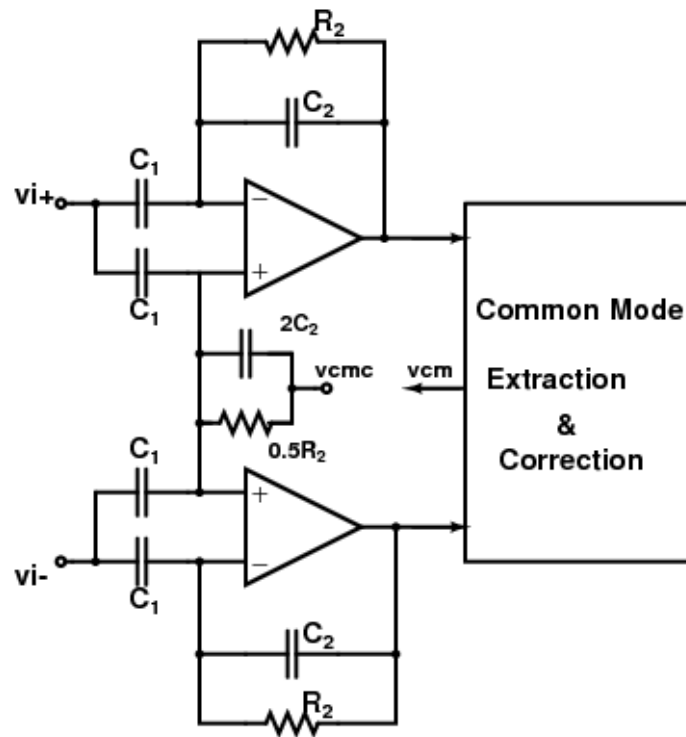 R₂
C₂
C₁
vi+
−
+
C₁
2C₂
vcmc
0.5R₂
Common Mode
vcm
Extraction
&
Correction
C₁
+
−
vi-
C₁
C₂
R₂